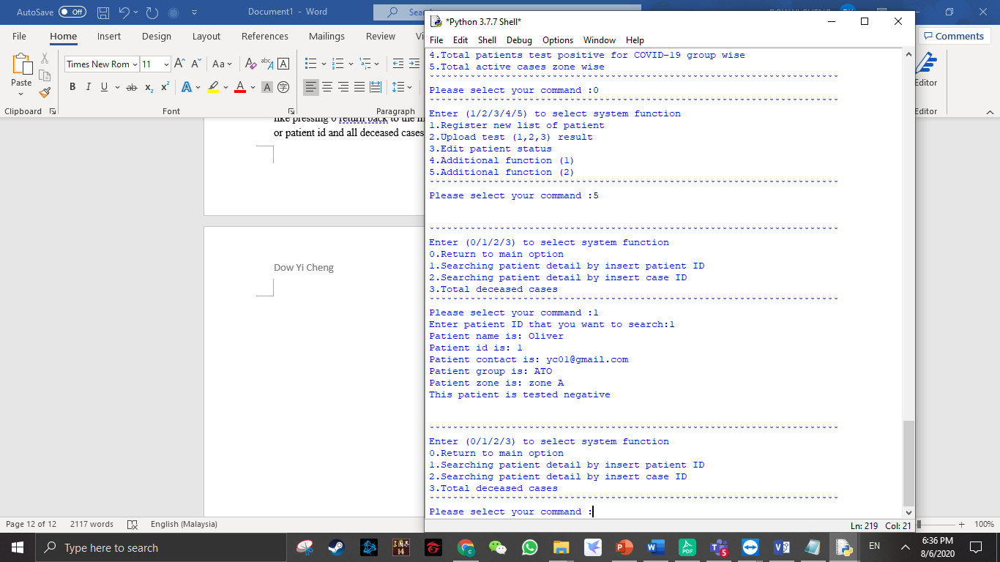 AutoSave Off Document1 - Word Sea
File Home Insert Design Layout References Mailings Review Comments
Times New Rom 11 Aa
Paste Editor
Clipboard Font Paragraph Editor
like pressing 0 return back to the
or patient id and all deceased cases
Dow Yi Cheng
*Python 3.7.7 Shell*
File Edit Shell Debug Options Window Help
4.Total patients test positive for COVID-19 group wise
5.Total active cases zone wise
----------------------------------------------------------------------
Please select your command :0
----------------------------------------------------------------------
Enter (1/2/3/4/5) to select system function
1.Register new list of patient
2.Upload test (1,2,3) result
3.Edit patient status
4.Additional function (1)
5.Additional function (2)
----------------------------------------------------------------------
Please select your command :5
----------------------------------------------------------------------
Enter (0/1/2/3) to select system function
0.Return to main option
1.Searching patient detail by insert patient ID
2.Searching patient detail by insert case ID
3.Total deceased cases
----------------------------------------------------------------------
Please select your command :1
Enter patient ID that you want to search:1
Patient name is: Oliver
Patient id is: 1
Patient contact is: yc01@gmail.com
Patient group is: ATO
Patient zone is: zone A
This patient is tested negative
----------------------------------------------------------------------
Enter (0/1/2/3) to select system function
0.Return to main option
1.Searching patient detail by insert patient ID
2.Searching patient detail by insert case ID
3.Total deceased cases
----------------------------------------------------------------------
Please select your command :
Ln: 219 Col: 21
Page 12 of 12 2117 words English (Malaysia) 100%
Type here to search EN 6:36 PM
8/6/2020